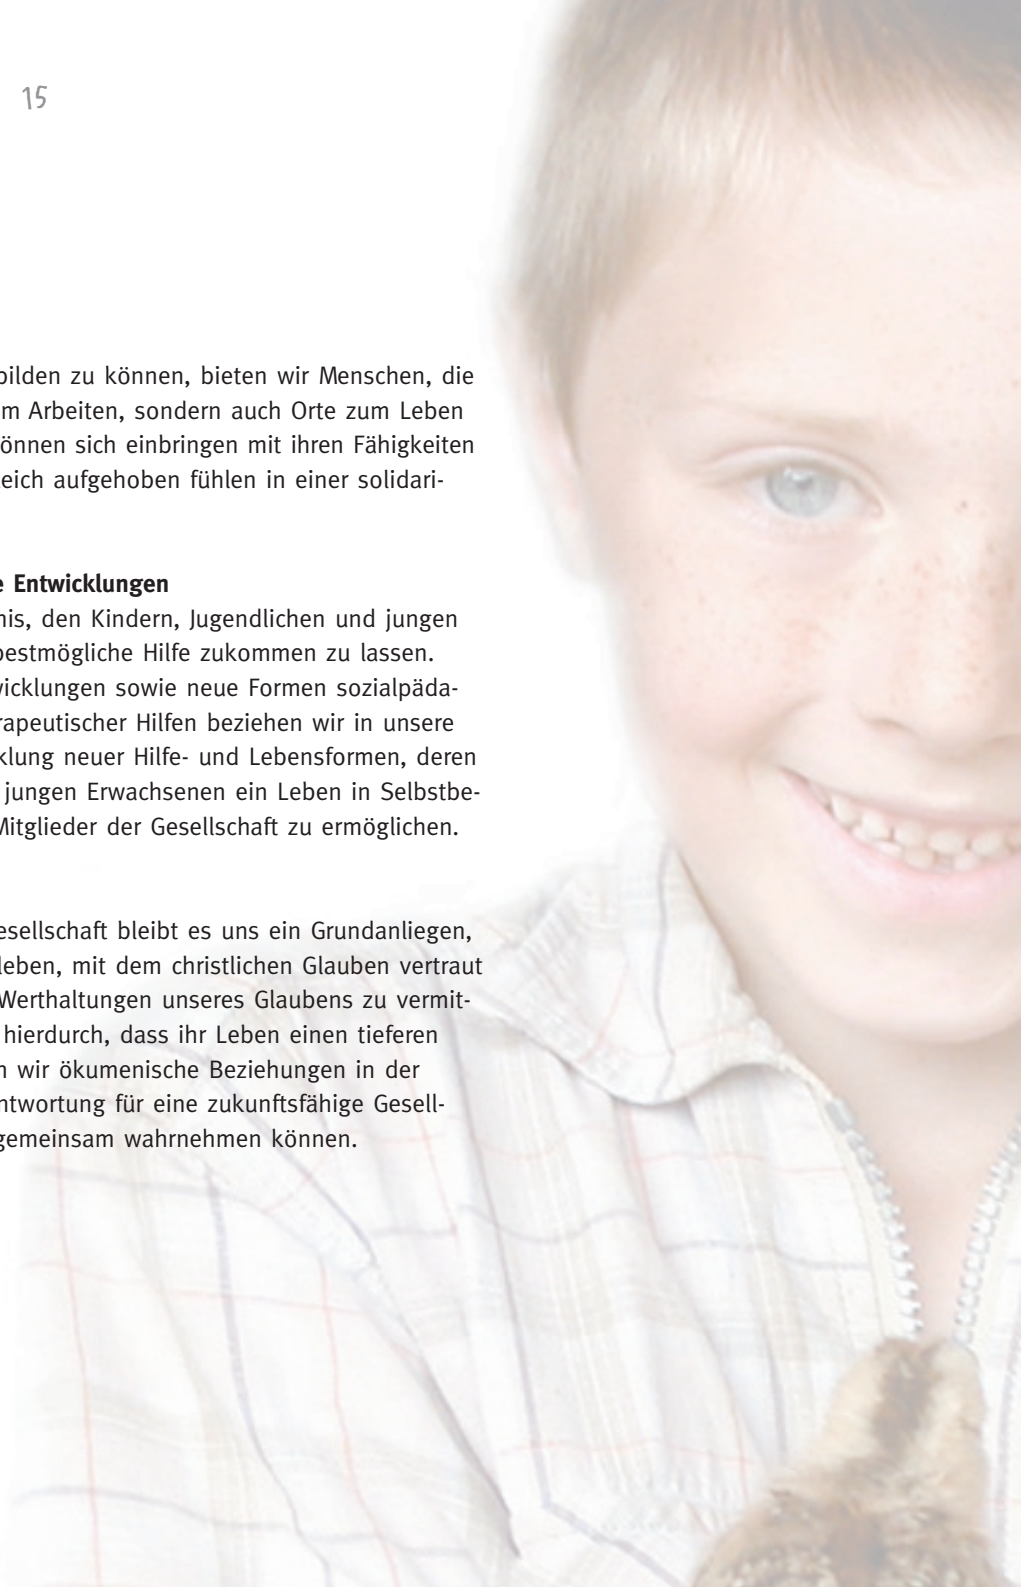 15
bilden zu können, bieten wir Menschen, die
m Arbeiten, sondern auch Orte zum Leben
önnen sich einbringen mit ihren Fähigkeiten
eich aufgehoben fühlen in einer solidari-
e Entwicklungen
nis, den Kindern, Jugendlichen und jungen
bestmögliche Hilfe zukommen zu lassen.
wicklungen sowie neue Formen sozialpäda-
rapeutischer Hilfen beziehen wir in unsere
klung neuer Hilfe- und Lebensformen, deren
jungen Erwachsenen ein Leben in Selbstbe-
Mitglieder der Gesellschaft zu ermöglichen.
esellschaft bleibt es uns ein Grundanliegen,
leben, mit dem christlichen Glauben vertraut
Werthaltungen unseres Glaubens zu vermit-
hierdurch, dass ihr Leben einen tieferen
n wir ökumenische Beziehungen in der
ntwortung für eine zukunftsfähige Gesell-
gemeinsam wahrnehmen können.